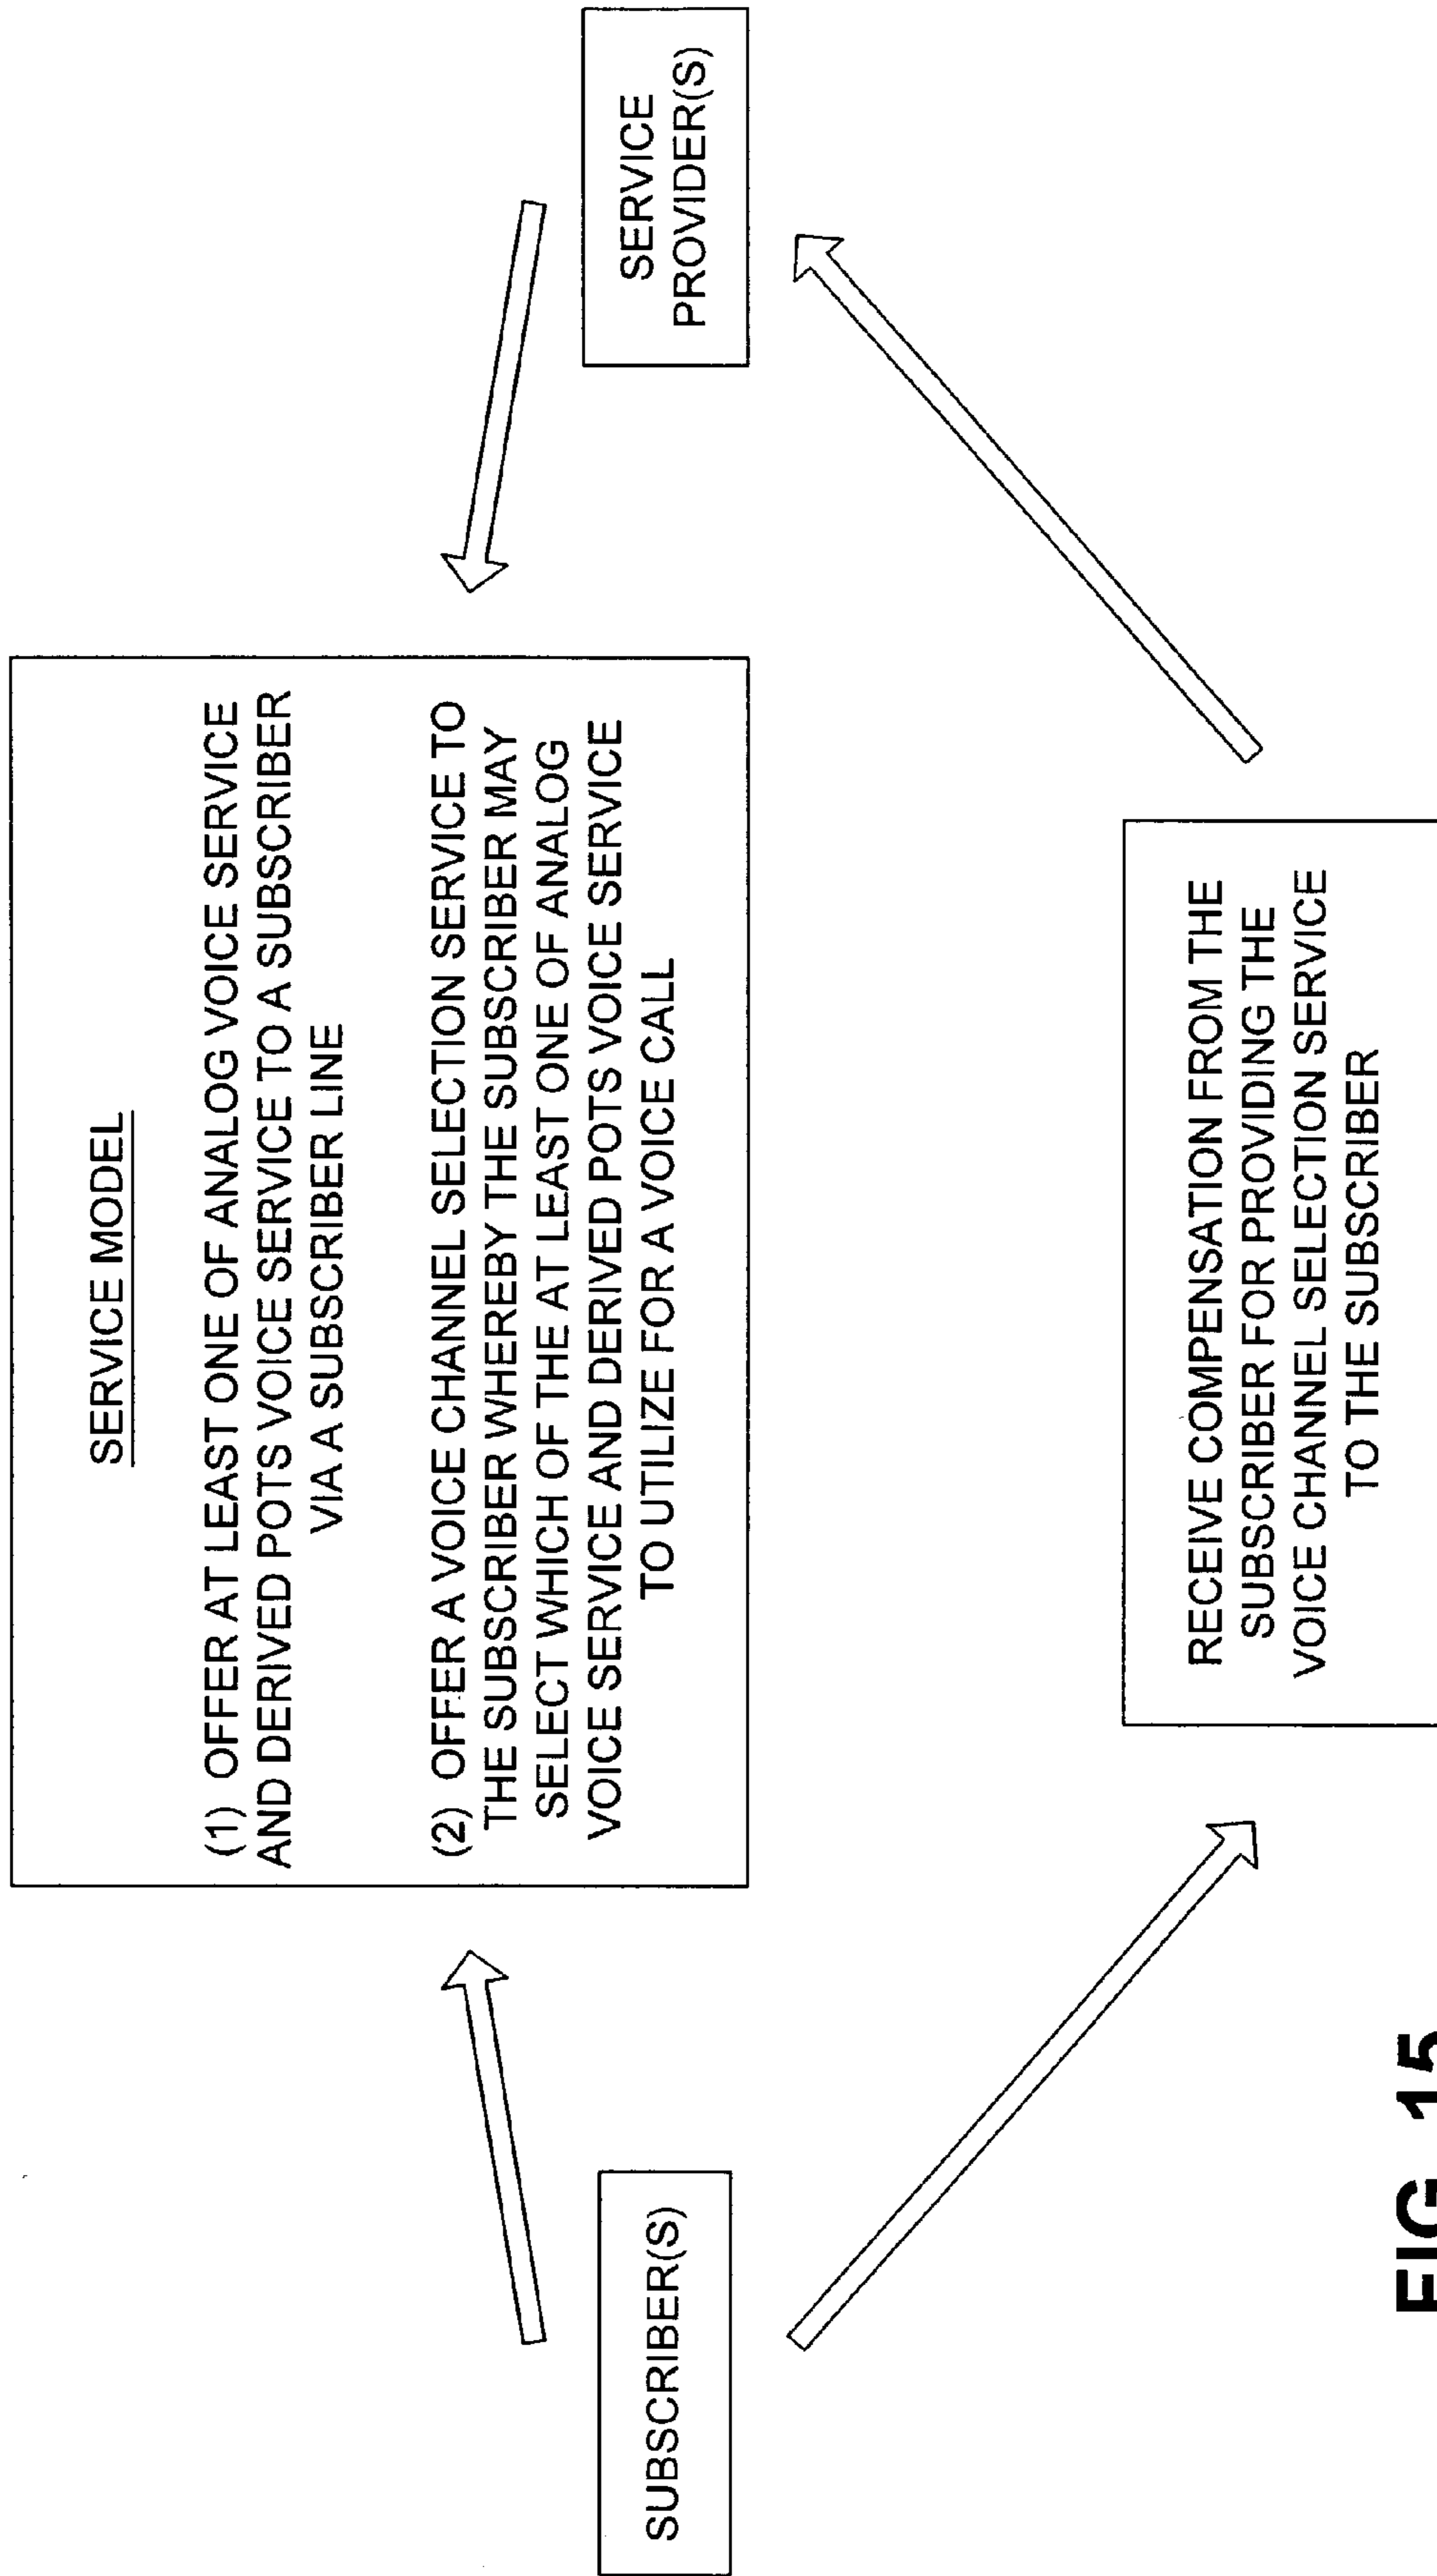 SERVICE MODEL
(1) OFFER AT LEAST ONE OF ANALOG VOICE SERVICE
AND DERIVED POTS VOICE SERVICE TO A SUBSCRIBER
VIA A SUBSCRIBER LINE
(2) OFFER A VOICE CHANNEL SELECTION SERVICE TO
THE SUBSCRIBER WHEREBY THE SUBSCRIBER MAY
SELECT WHICH OF THE AT LEAST ONE OF ANALOG
VOICE SERVICE AND DERIVED POTS VOICE SERVICE
TO UTILIZE FOR A VOICE CALL
SUBSCRIBER(S)
SERVICE
PROVIDER(S)
RECEIVE COMPENSATION FROM THE
SUBSCRIBER FOR PROVIDING THE
VOICE CHANNEL SELECTION SERVICE
TO THE SUBSCRIBER
FIG. 15